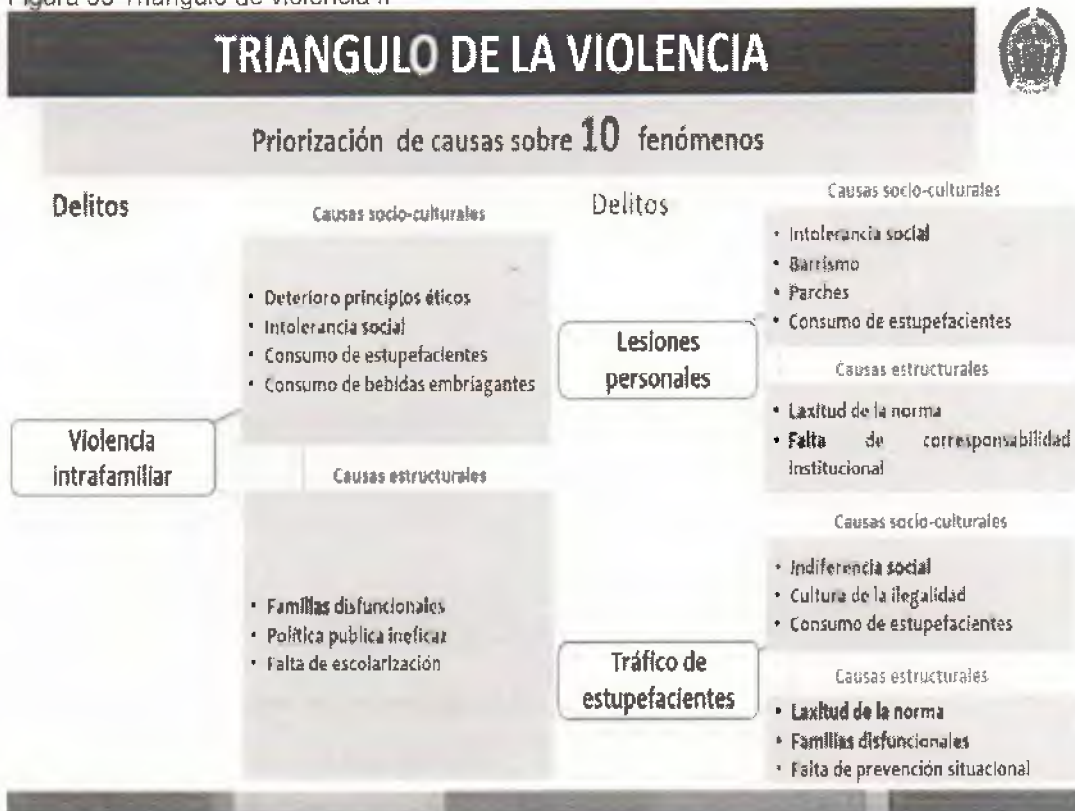 Triangulo de violencia II
TRIANGULO DE LA VIOLENCIA
Priorización de causas sobre 10 fenómenos
Delitos
Causas socio-culturales
• Deterioro principios éticos
• Intolerancia social
• Consumo de estupefacientes
• Consumo de bebidas embriagantes
Violencia
intrafamiliar
Causas estructurales
• Familias disfuncionales
• Política publica ineficaz
• Falta de escolarización
Delitos
Causas socio-culturales
• Intolerancia social
• Barrismo
• Parches
• Consumo de estupefacientes
Lesiones
personales
Causas estructurales
• Laxitud de la norma
• Falta de corresponsabilidad
institucional
Causas socio-culturales
• Indiferencia social
• Cultura de la ilegalidad
• Consumo de estupefacientes
Tráfico de
estupefacientes
Causas estructurales
• Laxitud de la norma
• Familias disfuncionales
• Falta de prevención situacional